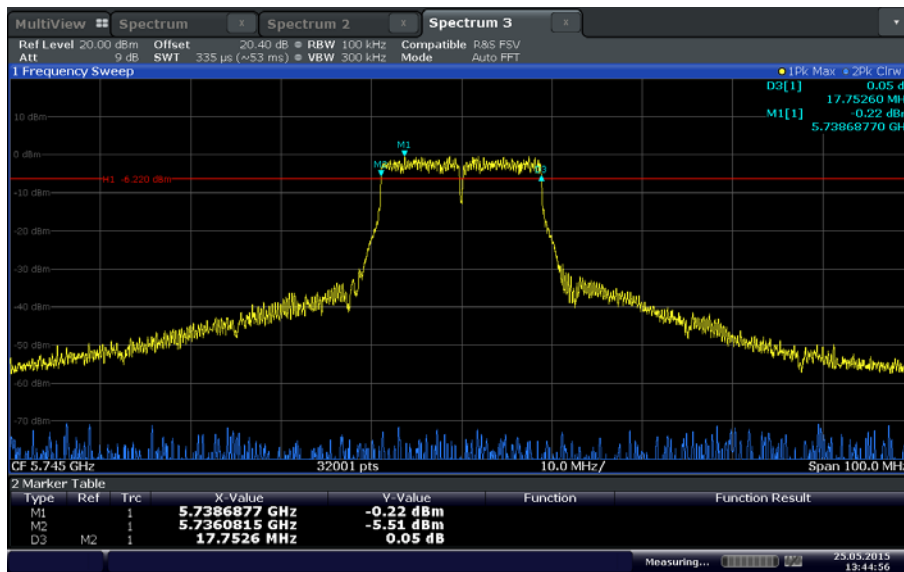 MultiView Spectrum x Spectrum 2 x Spectrum 3 x
Ref Level 20.00 dBm Offset 20.40 dB RBW 100 kHz Compatible R&S FSV
Att 9 dB SWT 335 µs (~53 ms) VBW 300 kHz Mode Auto FFT
1 Frequency Sweep 1Pk Max 2Pk Clrw
D3[1] 0.05 d
17.75260 MH
M1[1] -0.22 dBm
5.73868770 GH
10 dBm
M1
0 dBm
M2 D3
H1 -6.220 dBm
-10 dBm
-20 dBm
-30 dBm
-40 dBm
-50 dBm
-60 dBm
-70 dBm
CF 5.745 GHz 32001 pts 10.0 MHz/ Span 100.0 MHz
2 Marker Table
Type Ref Trc X-Value Y-Value Function Function Result
M1 1 5.7386877 GHz -0.22 dBm
M2 1 5.7360815 GHz -5.51 dBm
D3 M2 1 17.7526 MHz 0.05 dB
Measuring... 25.05.2015
13:44:56